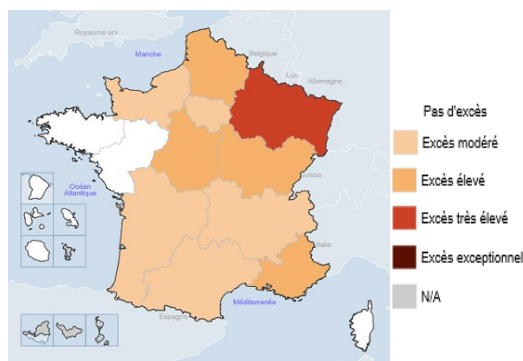 Royaume uni
Manche
Belgique
Lux
Allemagne
Suisse
Océan
Atlantique
Italie
Méditerranée
Espagne
Pas d'excès
Excès modéré
Excès élevé
Excès très élevé
Excès exceptionnel
N/A